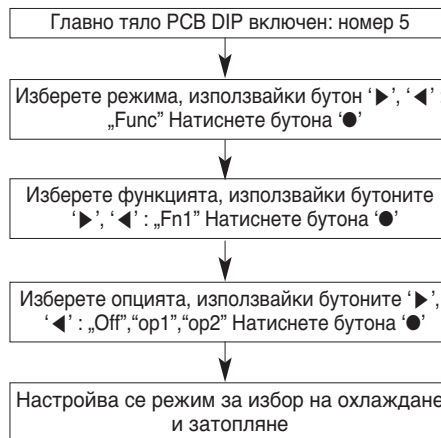 Главно тяло PCB DIP включен: номер 5
Изберете режима, използвайки бутон ‘▶’, ‘◀’ :
„Func” Натиснете бутона ‘●’
Изберете функцията, използвайки бутоните
‘▶’, ‘◀’ : „Fn1” Натиснете бутона ‘●’
Изберете опцията, използвайки бутоните ‘▶’,
‘◀’ : „Off”,“op1”,“op2” Натиснете бутона ‘●’
Настройва се режим за избор на охлаждане
и затопляне